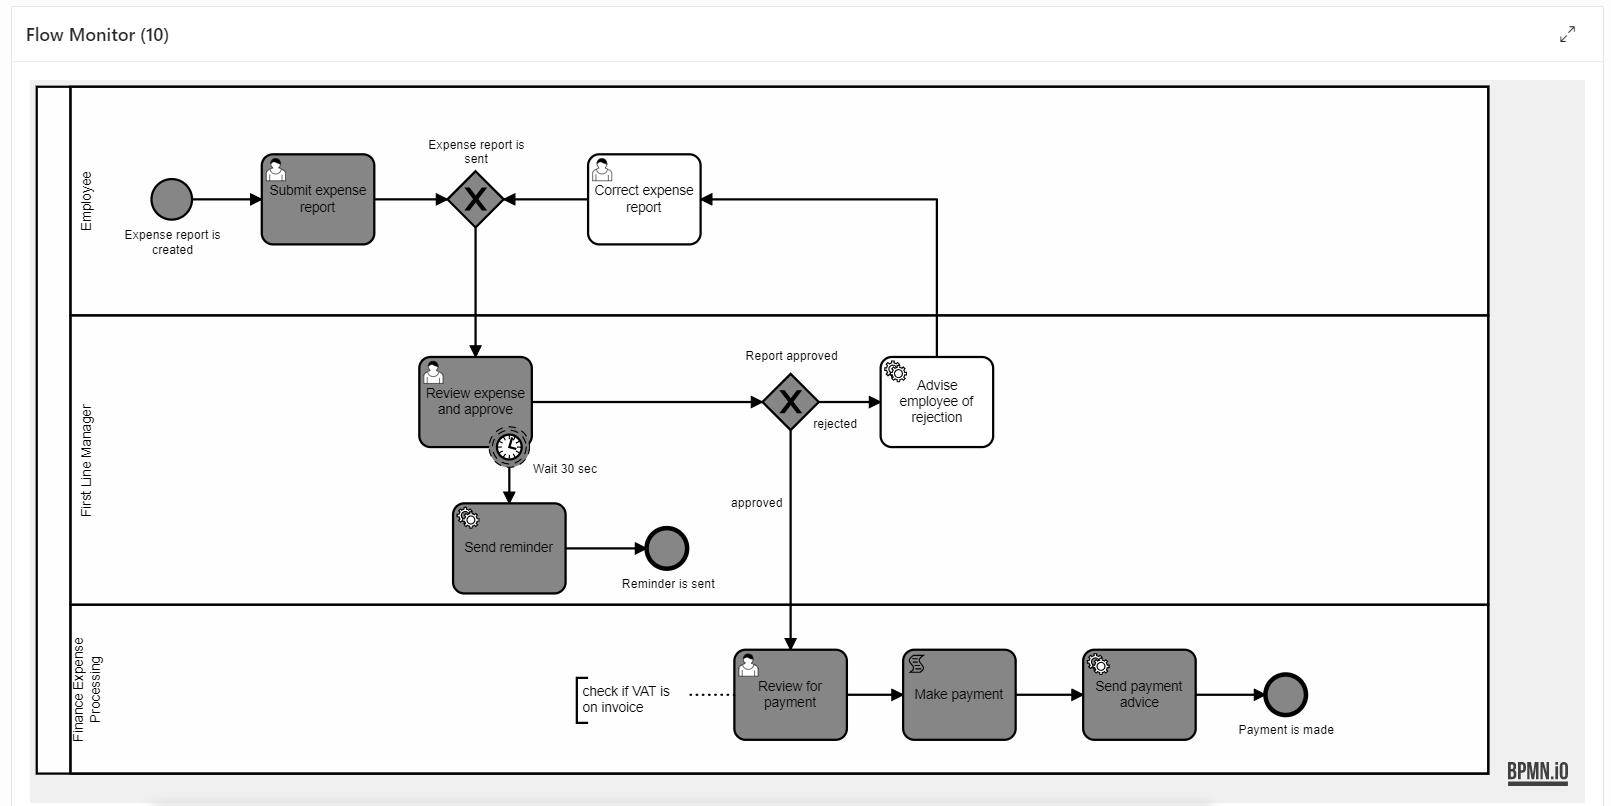 Flow Monitor (10)
Employee
Expense report is
created
Submit expense
report
Expense report is
sent
X
Correct expense
report
First Line Manager
Review expense
and approve
Wait 30 sec
Send reminder
Reminder is sent
Report approved
X
rejected
approved
Advise
employee of
rejection
Finance Expense
Processing
check if VAT is
on invoice
Review for
payment
Make payment
Send payment
advice
Payment is made
BPMN.iO